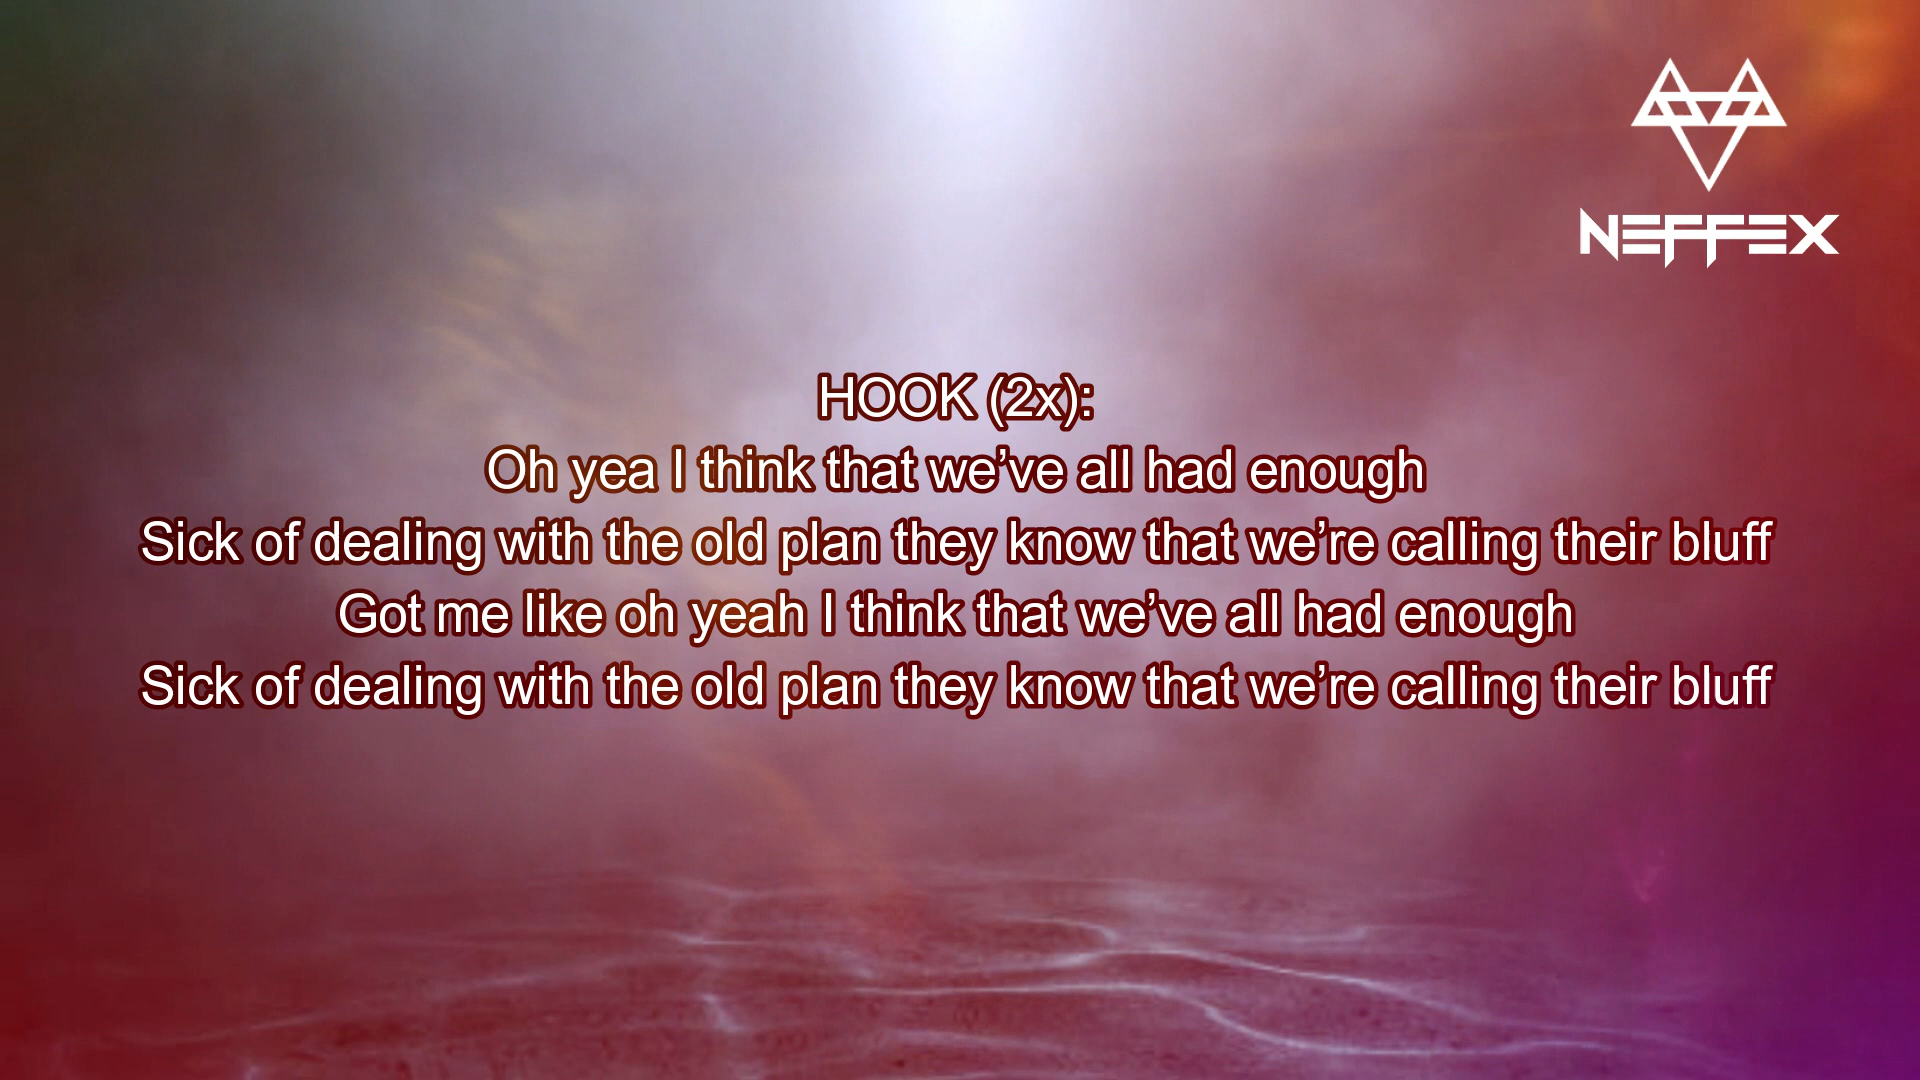 NEFFEX
HOOK (2x):
Oh yea I think that we’ve all had enough
Sick of dealing with the old plan they know that we’re calling their bluff
Got me like oh yeah I think that we’ve all had enough
Sick of dealing with the old plan they know that we’re calling their bluff